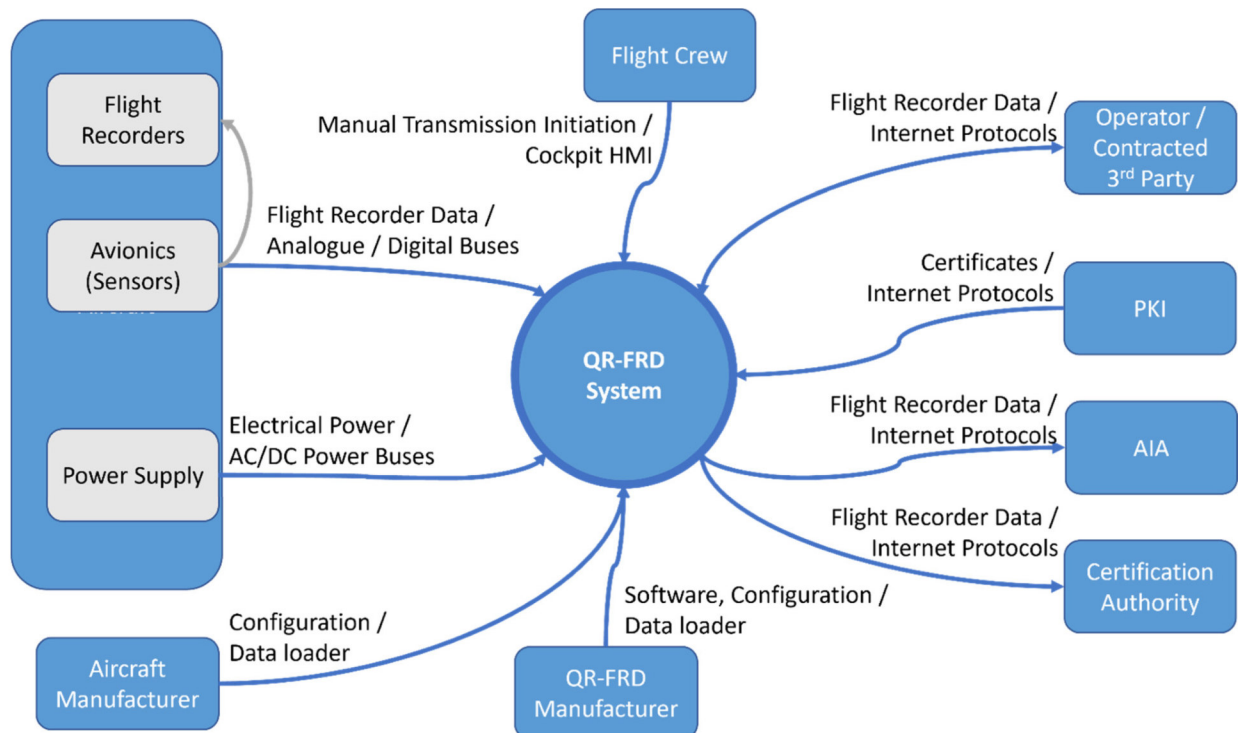 Flight Crew
Flight
Recorders
Manual Transmission Initiation /
Cockpit HMI
Flight Recorder Data /
Internet Protocols
Operator /
Contracted
3rd Party
Avionics
(Sensors)
Flight Recorder Data /
Analogue / Digital Buses
Certificates /
Internet Protocols
PKI
QR-FRD
System
Power Supply
Electrical Power /
AC/DC Power Buses
Flight Recorder Data /
Internet Protocols
AIA
Flight Recorder Data /
Internet Protocols
Certification
Authority
Configuration /
Data loader
Aircraft
Manufacturer
Software, Configuration /
Data loader
QR-FRD
Manufacturer